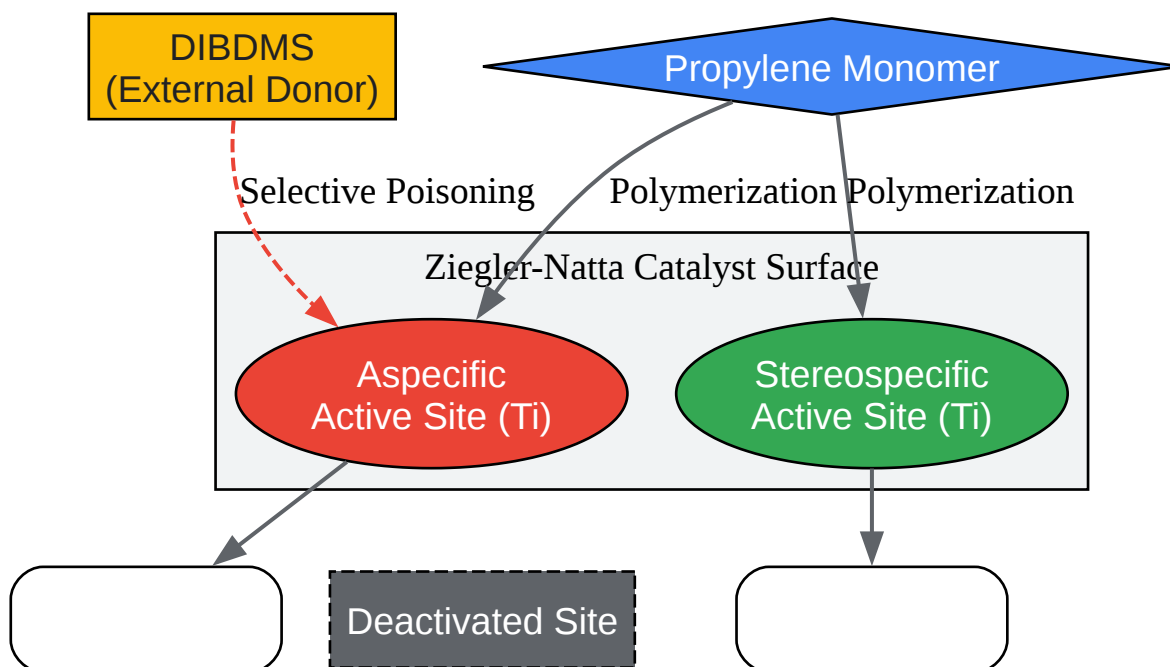 DIBDMS
(External Donor)
Propylene Monomer
Selective Poisoning
Polymerization
Polymerization
Ziegler-Natta Catalyst Surface
Aspecific
Active Site (Ti)
Stereospecific
Active Site (Ti)
Deactivated Site